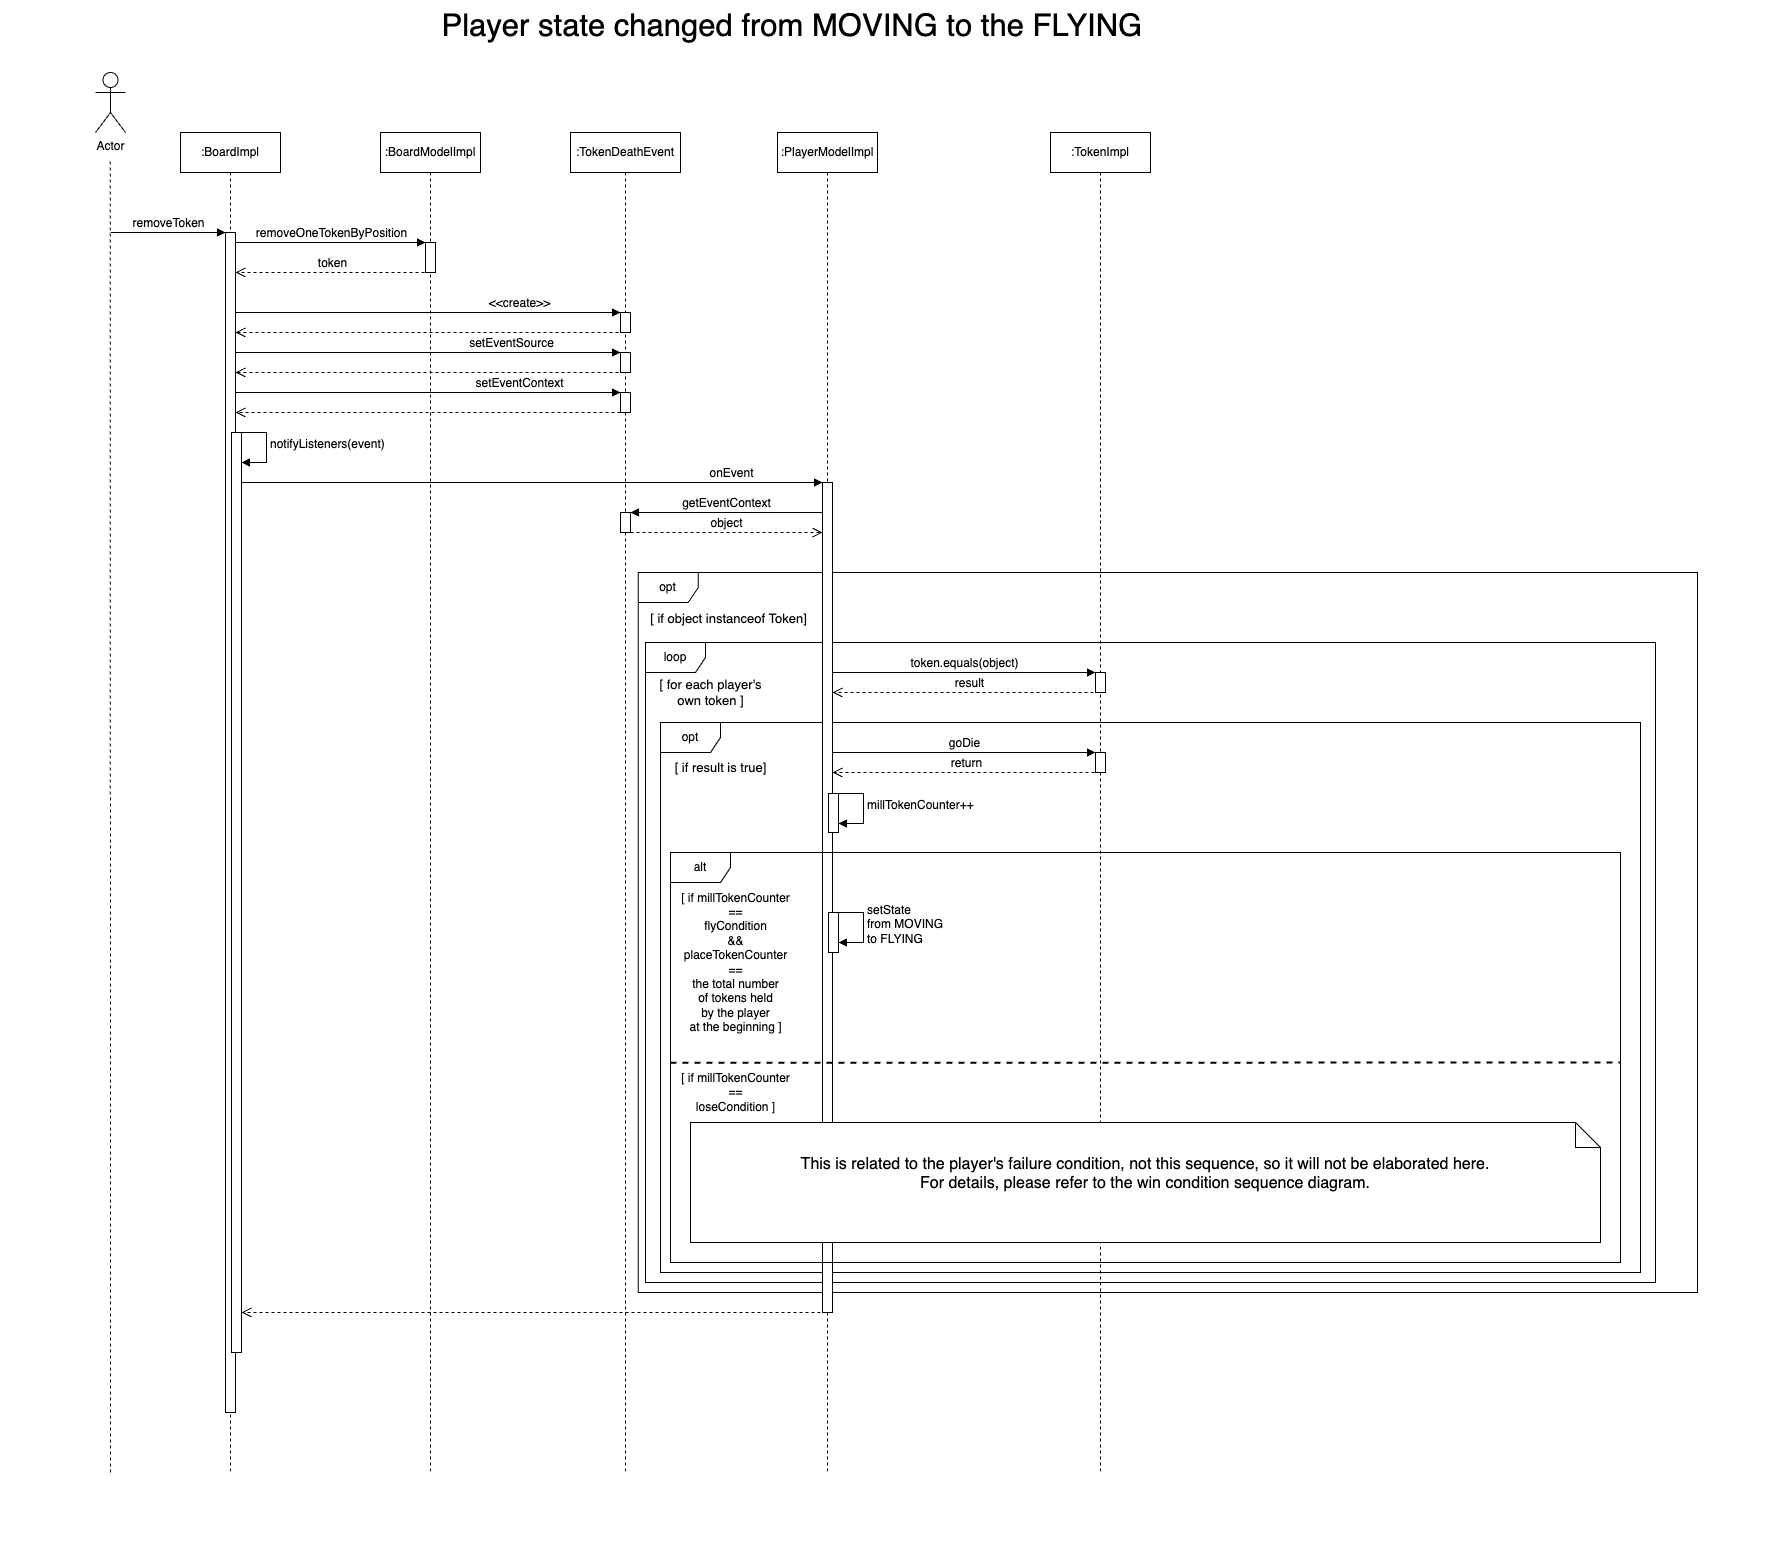 Player state changed from MOVING to the FLYING
Actor
:BoardImpl
:BoardModelImpl
:TokenDeathEvent
:PlayerModelImpl
:TokenImpl
removeToken
removeOneTokenByPosition
token
<<create>>
setEventSource
setEventContext
notifyListeners(event)
onEvent
getEventContext
object
opt
[ if object instanceof Token]
loop
[ for each player's
own token ]
token.equals(object)
result
opt
[ if result is true]
goDie
return
millTokenCounter++
alt
[ if millTokenCounter
==
flyCondition
&&
placeTokenCounter
==
the total number
of tokens held
by the player
at the beginning ]
setState
from MOVING
to FLYING
[ if millTokenCounter
==
loseCondition ]
This is related to the player's failure condition, not this sequence, so it will not be elaborated here.
For details, please refer to the win condition sequence diagram.